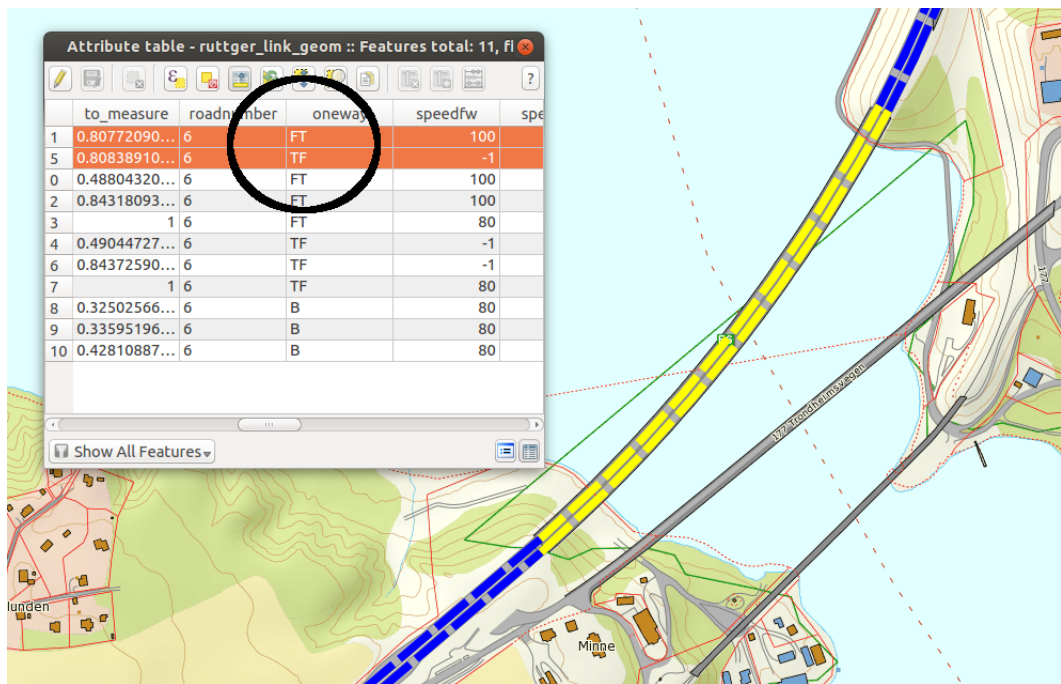 Attribute table - ruttger_link_geom :: Features total: 11, fi
to_measure roadnumber oneway speedfw spe
1 0.80772090... 6 FT 100
5 0.80838910... 6 TF -1
0 0.48804320... 6 FT 100
2 0.84318093... 6 FT 100
3 1 6 FT 80
4 0.49044727... 6 TF -1
6 0.84372590... 6 TF -1
7 1 6 TF 80
8 0.32502566... 6 B 80
9 0.33595196... 6 B 80
10 0.42810887... 6 B 80
Show All Features
177
177 Trondheimsvegen
lunden
Minne